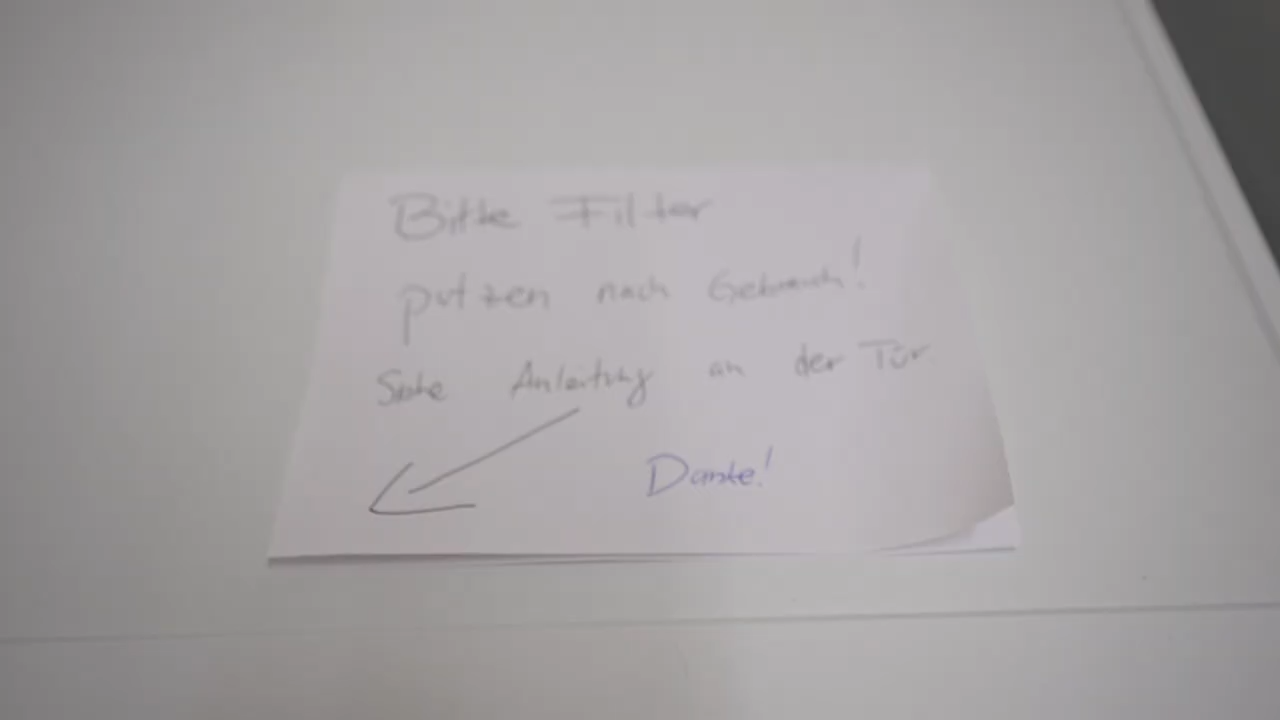 Bitte Filter
putzen nach Gebrauch!
Siehe Anleitung an der Tür
Danke!